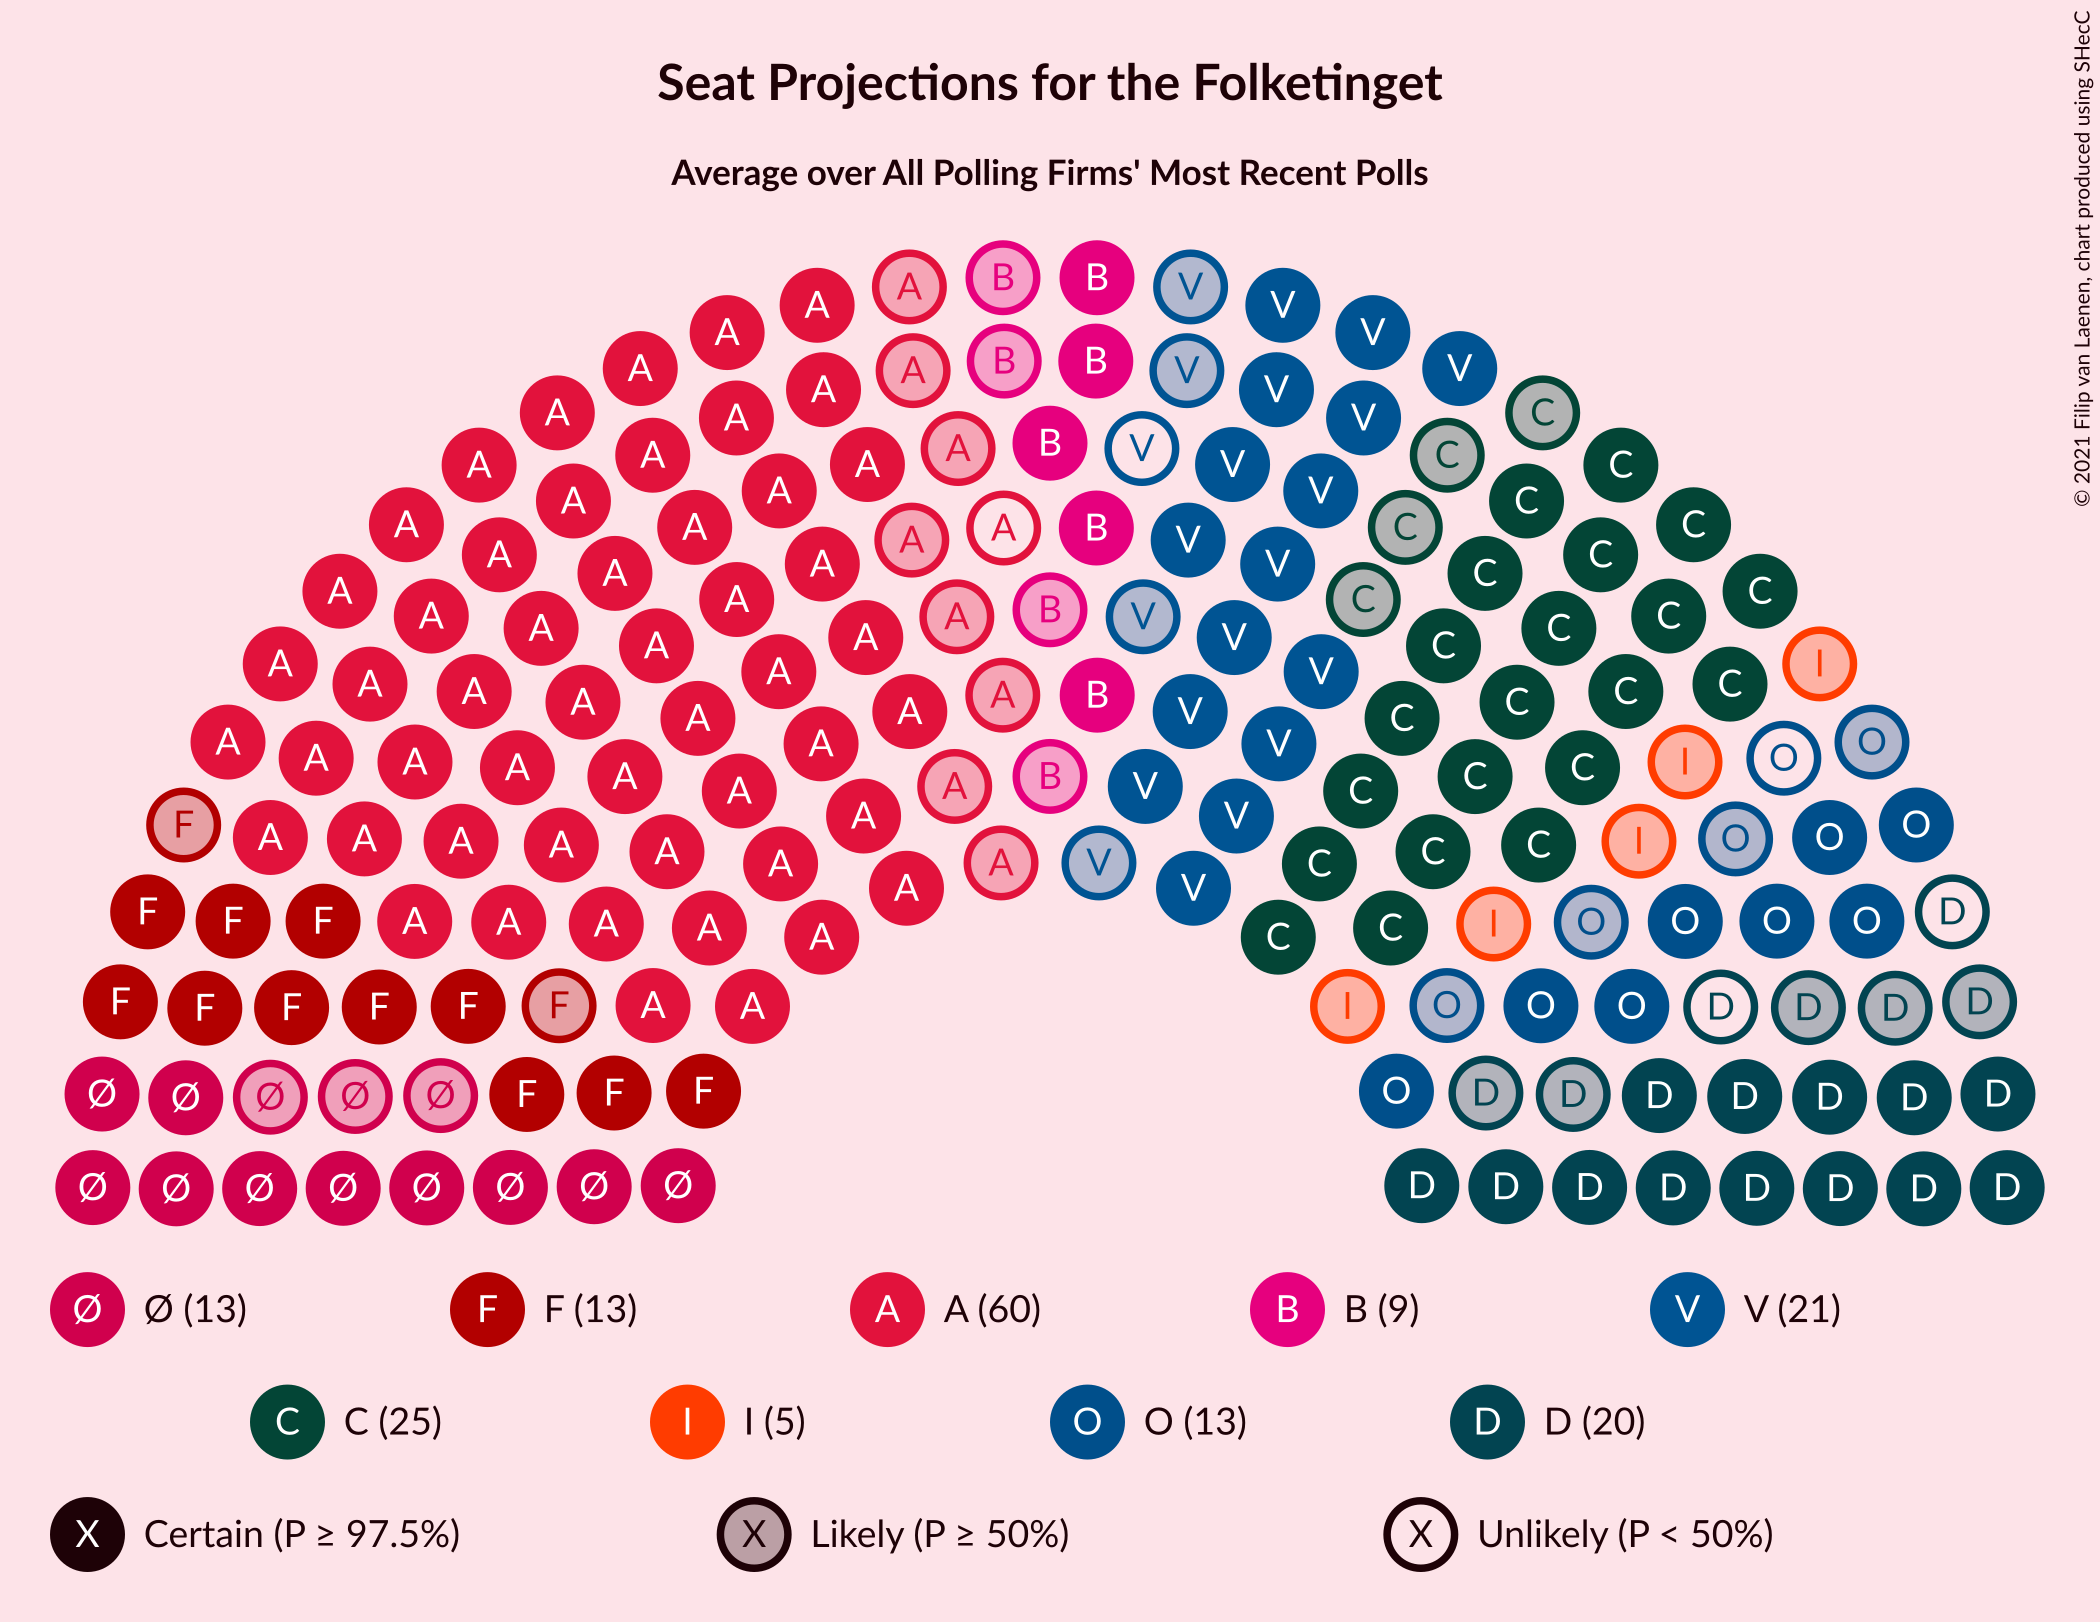 Seat Projections for the Folketinget
Average over All Polling Firms' Most Recent Polls
© 2021 Filip van Laenen, chart produced using SHecC
B B
A V
A V
A V
B B
A V
A V
A V
B
A V
A C
A V
A V
A C
A V
A C
A C
A A B V
A C
A C
A C
A V
A C
A C
A C
A B V
A C
A V
A C
A C
A I
A V
A C
A C
A B V
A C
A C
A V
A O
A V
A O
A I
A C
A C
A B V
A C
A V
F O
A O
A O
A I
A C
A C
A V
A C
A V
F D
F O
F O
A O
A O
A I
A C
A C
F F F F F F A A I O O O D D D D
Ø Ø Ø Ø Ø F F F O D D D D D D D
Ø Ø Ø Ø Ø Ø Ø Ø D D D D D D D D
Ø Ø (13) F F (13) A A (60) B B (9) V V (21)
C C (25) I I (5) O O (13) D D (20)
X Certain (P ≥ 97.5%) X Likely (P ≥ 50%) X Unlikely (P < 50%)